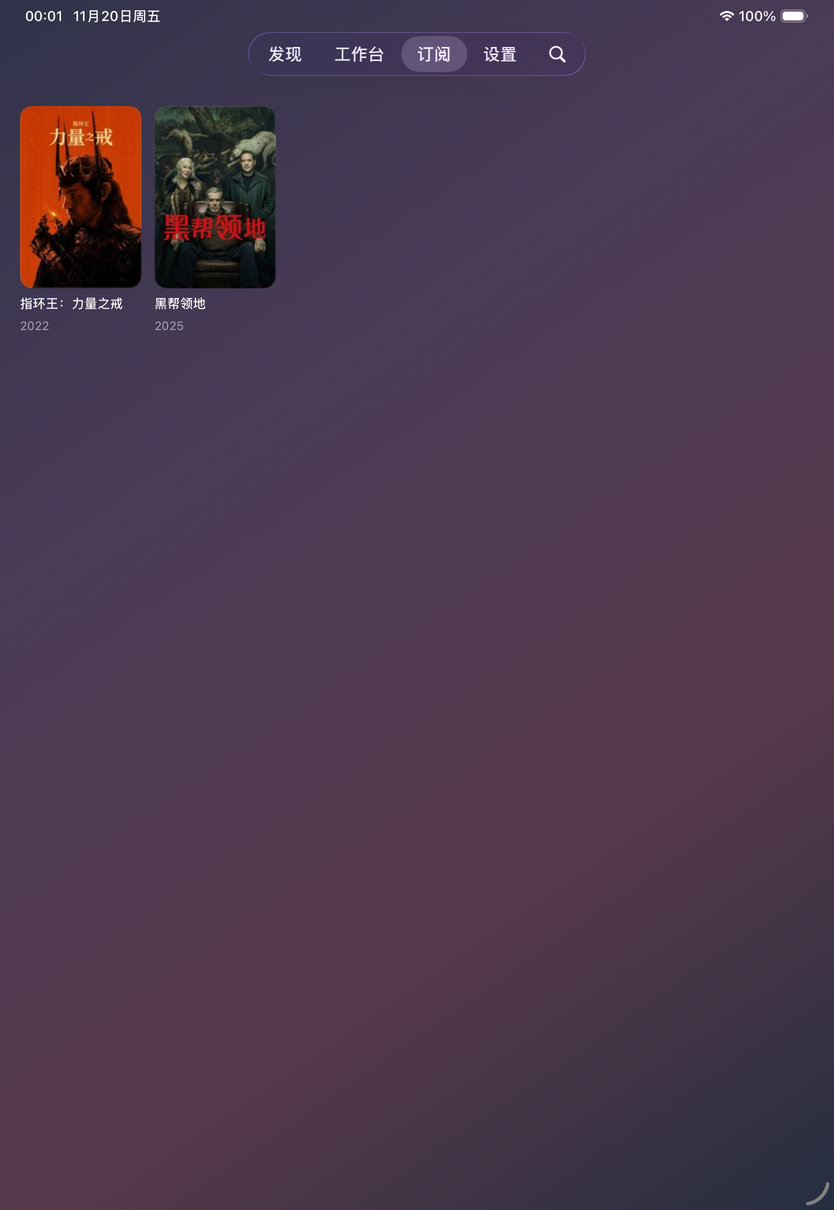 00:01 11月20日周五 100%
发现 工作台 订阅 设置
指环王
力量之戒
黑帮领地
指环王：力量之戒 黑帮领地
2022 2025